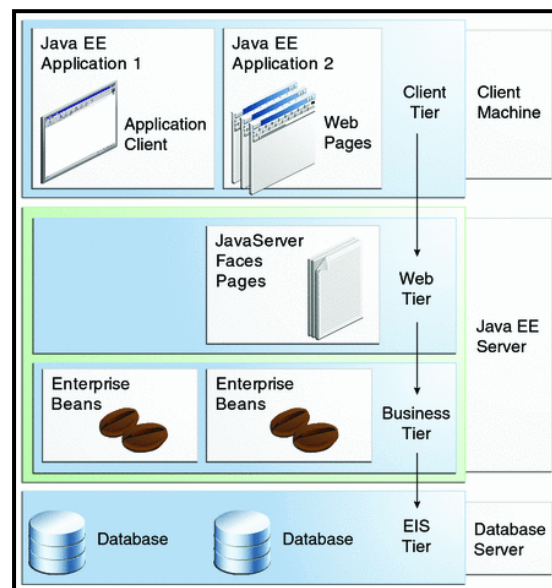 Java EE
Application 1
Application
Client
Java EE
Application 2
Web
Pages
Client
Tier
Client
Machine
JavaServer
Faces
Pages
Web
Tier
Java EE
Server
Enterprise
Beans
Enterprise
Beans
Business
Tier
Database
Database
EIS
Tier
Database
Server